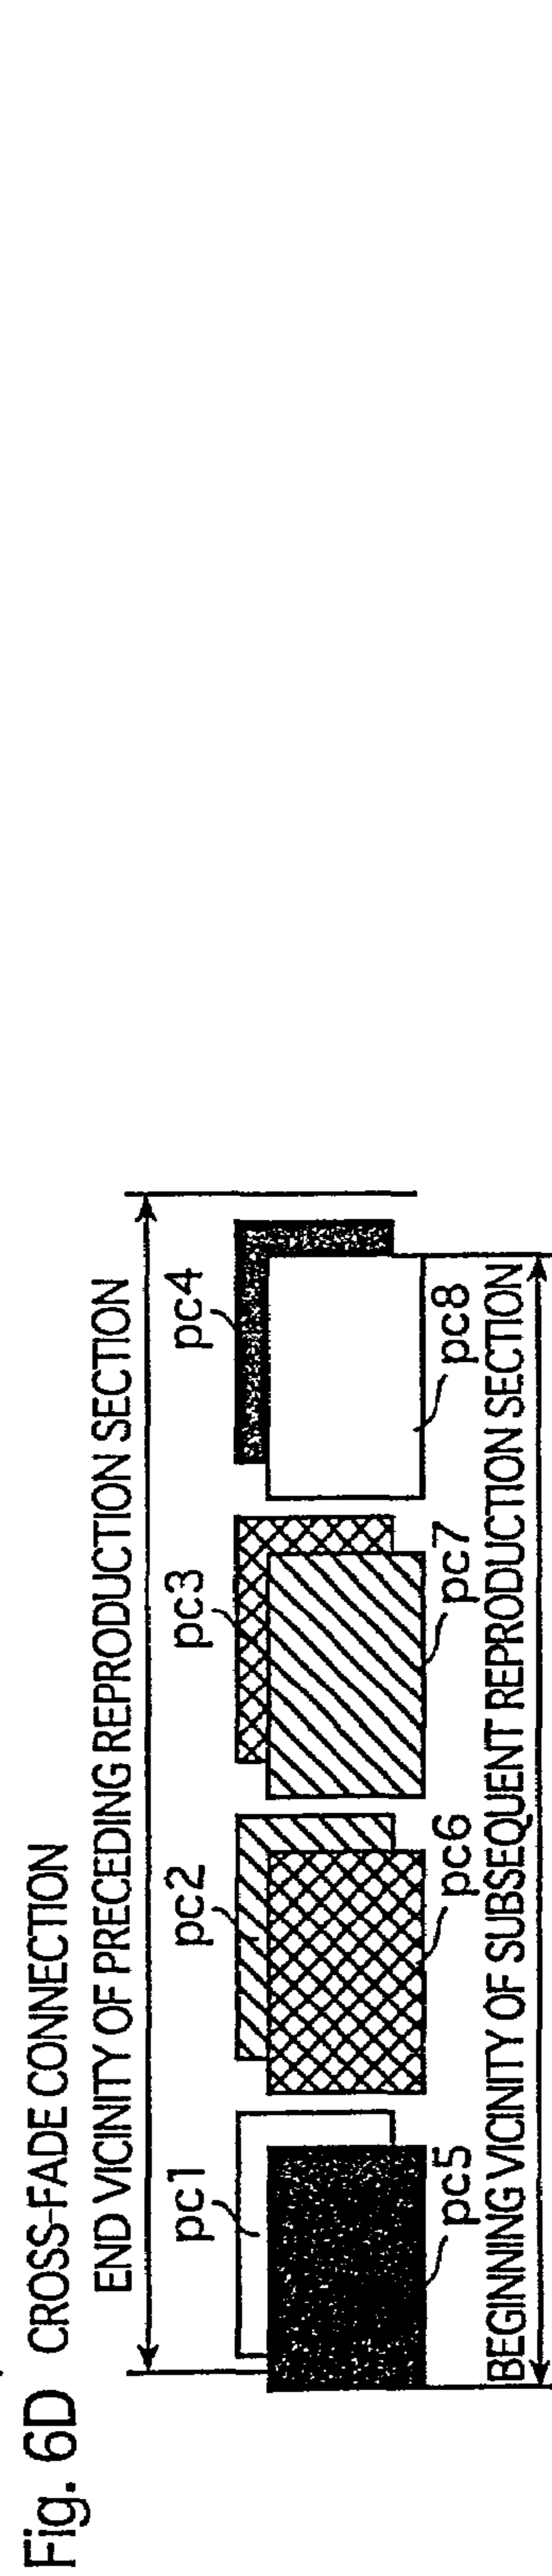 Fig. 6D CROSS-FADE CONNECTION
END VICINITY OF PRECEDING REPRODUCTION SECTION
pc1 pc2 pc3 pc4
pc5 pc6 pc7 pc8
BEGINNING VICINITY OF SUBSEQUENT REPRODUCTION SECTION